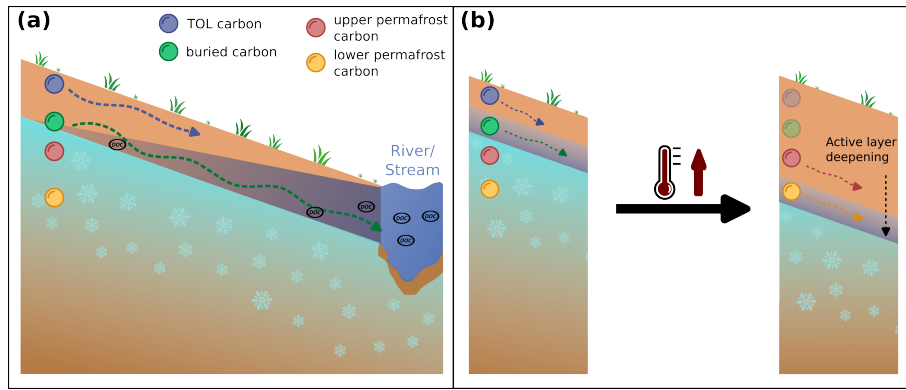 (a)
TOL carbon
buried carbon
upper permafrost
carbon
lower permafrost
carbon
River/
Stream
DOC
DOC
DOC
DOC
DOC
DOC
(b)
Active layer
deepening